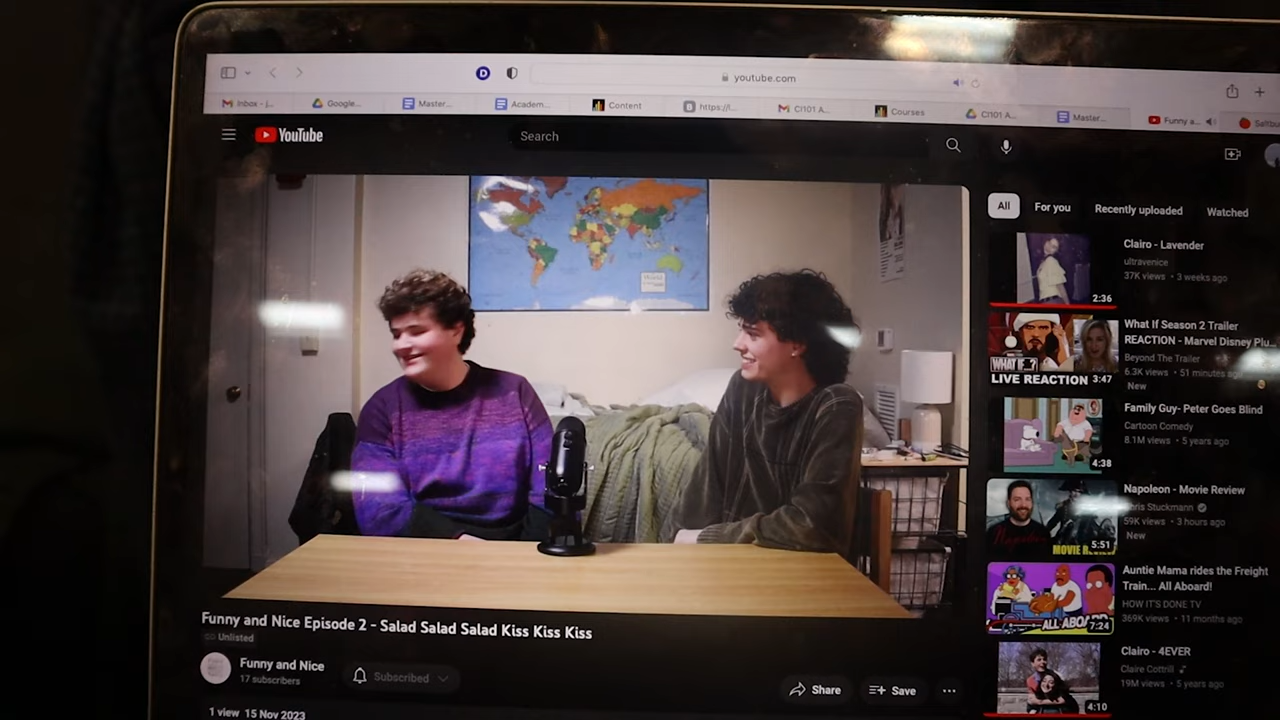 youtube.com
Inbox - j...
Google...
Master...
Academ...
Content
https://l...
CI101 A...
Courses
CI101 A...
Master...
Funny a...
YouTube
Search
All
For you
Recently uploaded
Watched
Clairo - Lavender
ultravenice
37K views • 3 weeks ago
2:36
What If Season 2 Trailer
REACTION - Marvel Disney Plu...
Beyond The Trailer
6.3K views • 51 minutes ago
New
WHAT IF...?
LIVE REACTION
3:47
Family Guy- Peter Goes Blind
Cartoon Comedy
8.1M views • 5 years ago
4:38
Napoleon - Movie Review
Chris Stuckmann
59K views • 3 hours ago
New
5:51
Auntie Mama rides the Freight
Train... All Aboard!
HOW IT'S DONE TV
369K views • 11 months ago
7:24
Clairo - 4EVER
Claire Cottrill
19M views • 5 years ago
4:10
Funny and Nice Episode 2 - Salad Salad Salad Kiss Kiss Kiss
Unlisted
Funny and Nice
17 subscribers
Subscribed
Share
Save
1 view 15 Nov 2023